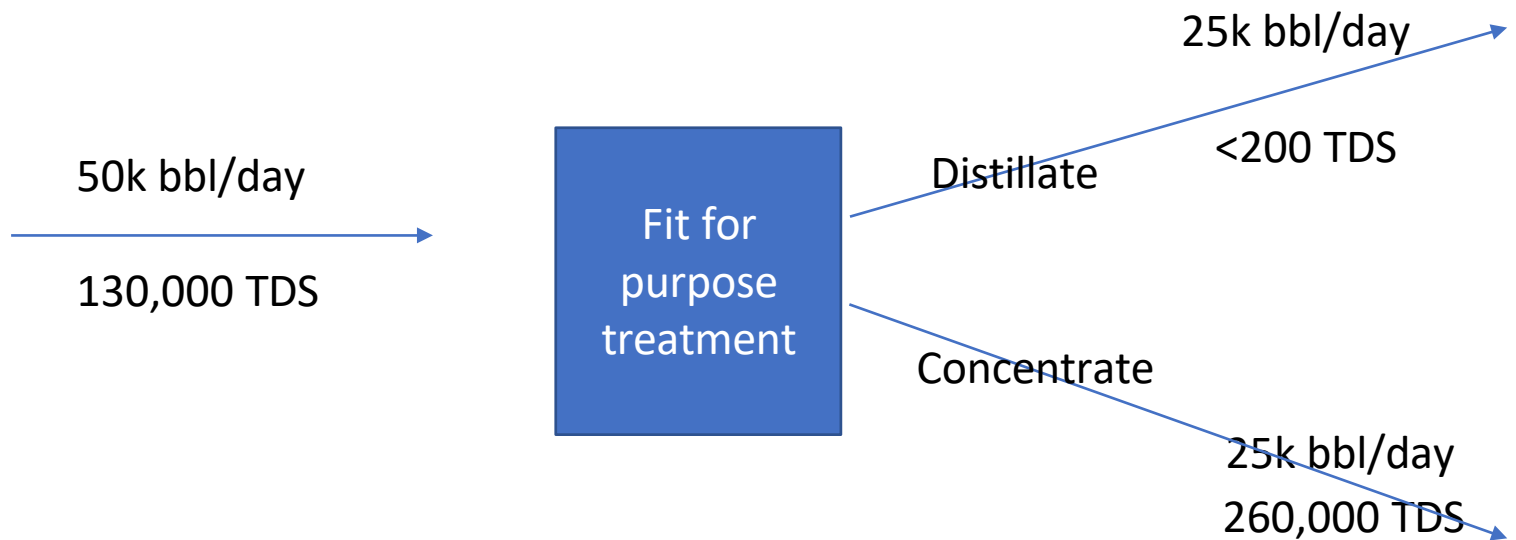 50k bbl/day
130,000 TDS
Fit for
purpose
treatment
25k bbl/day
<200 TDS
Distillate
Concentrate
25k bbl/day
260,000 TDS